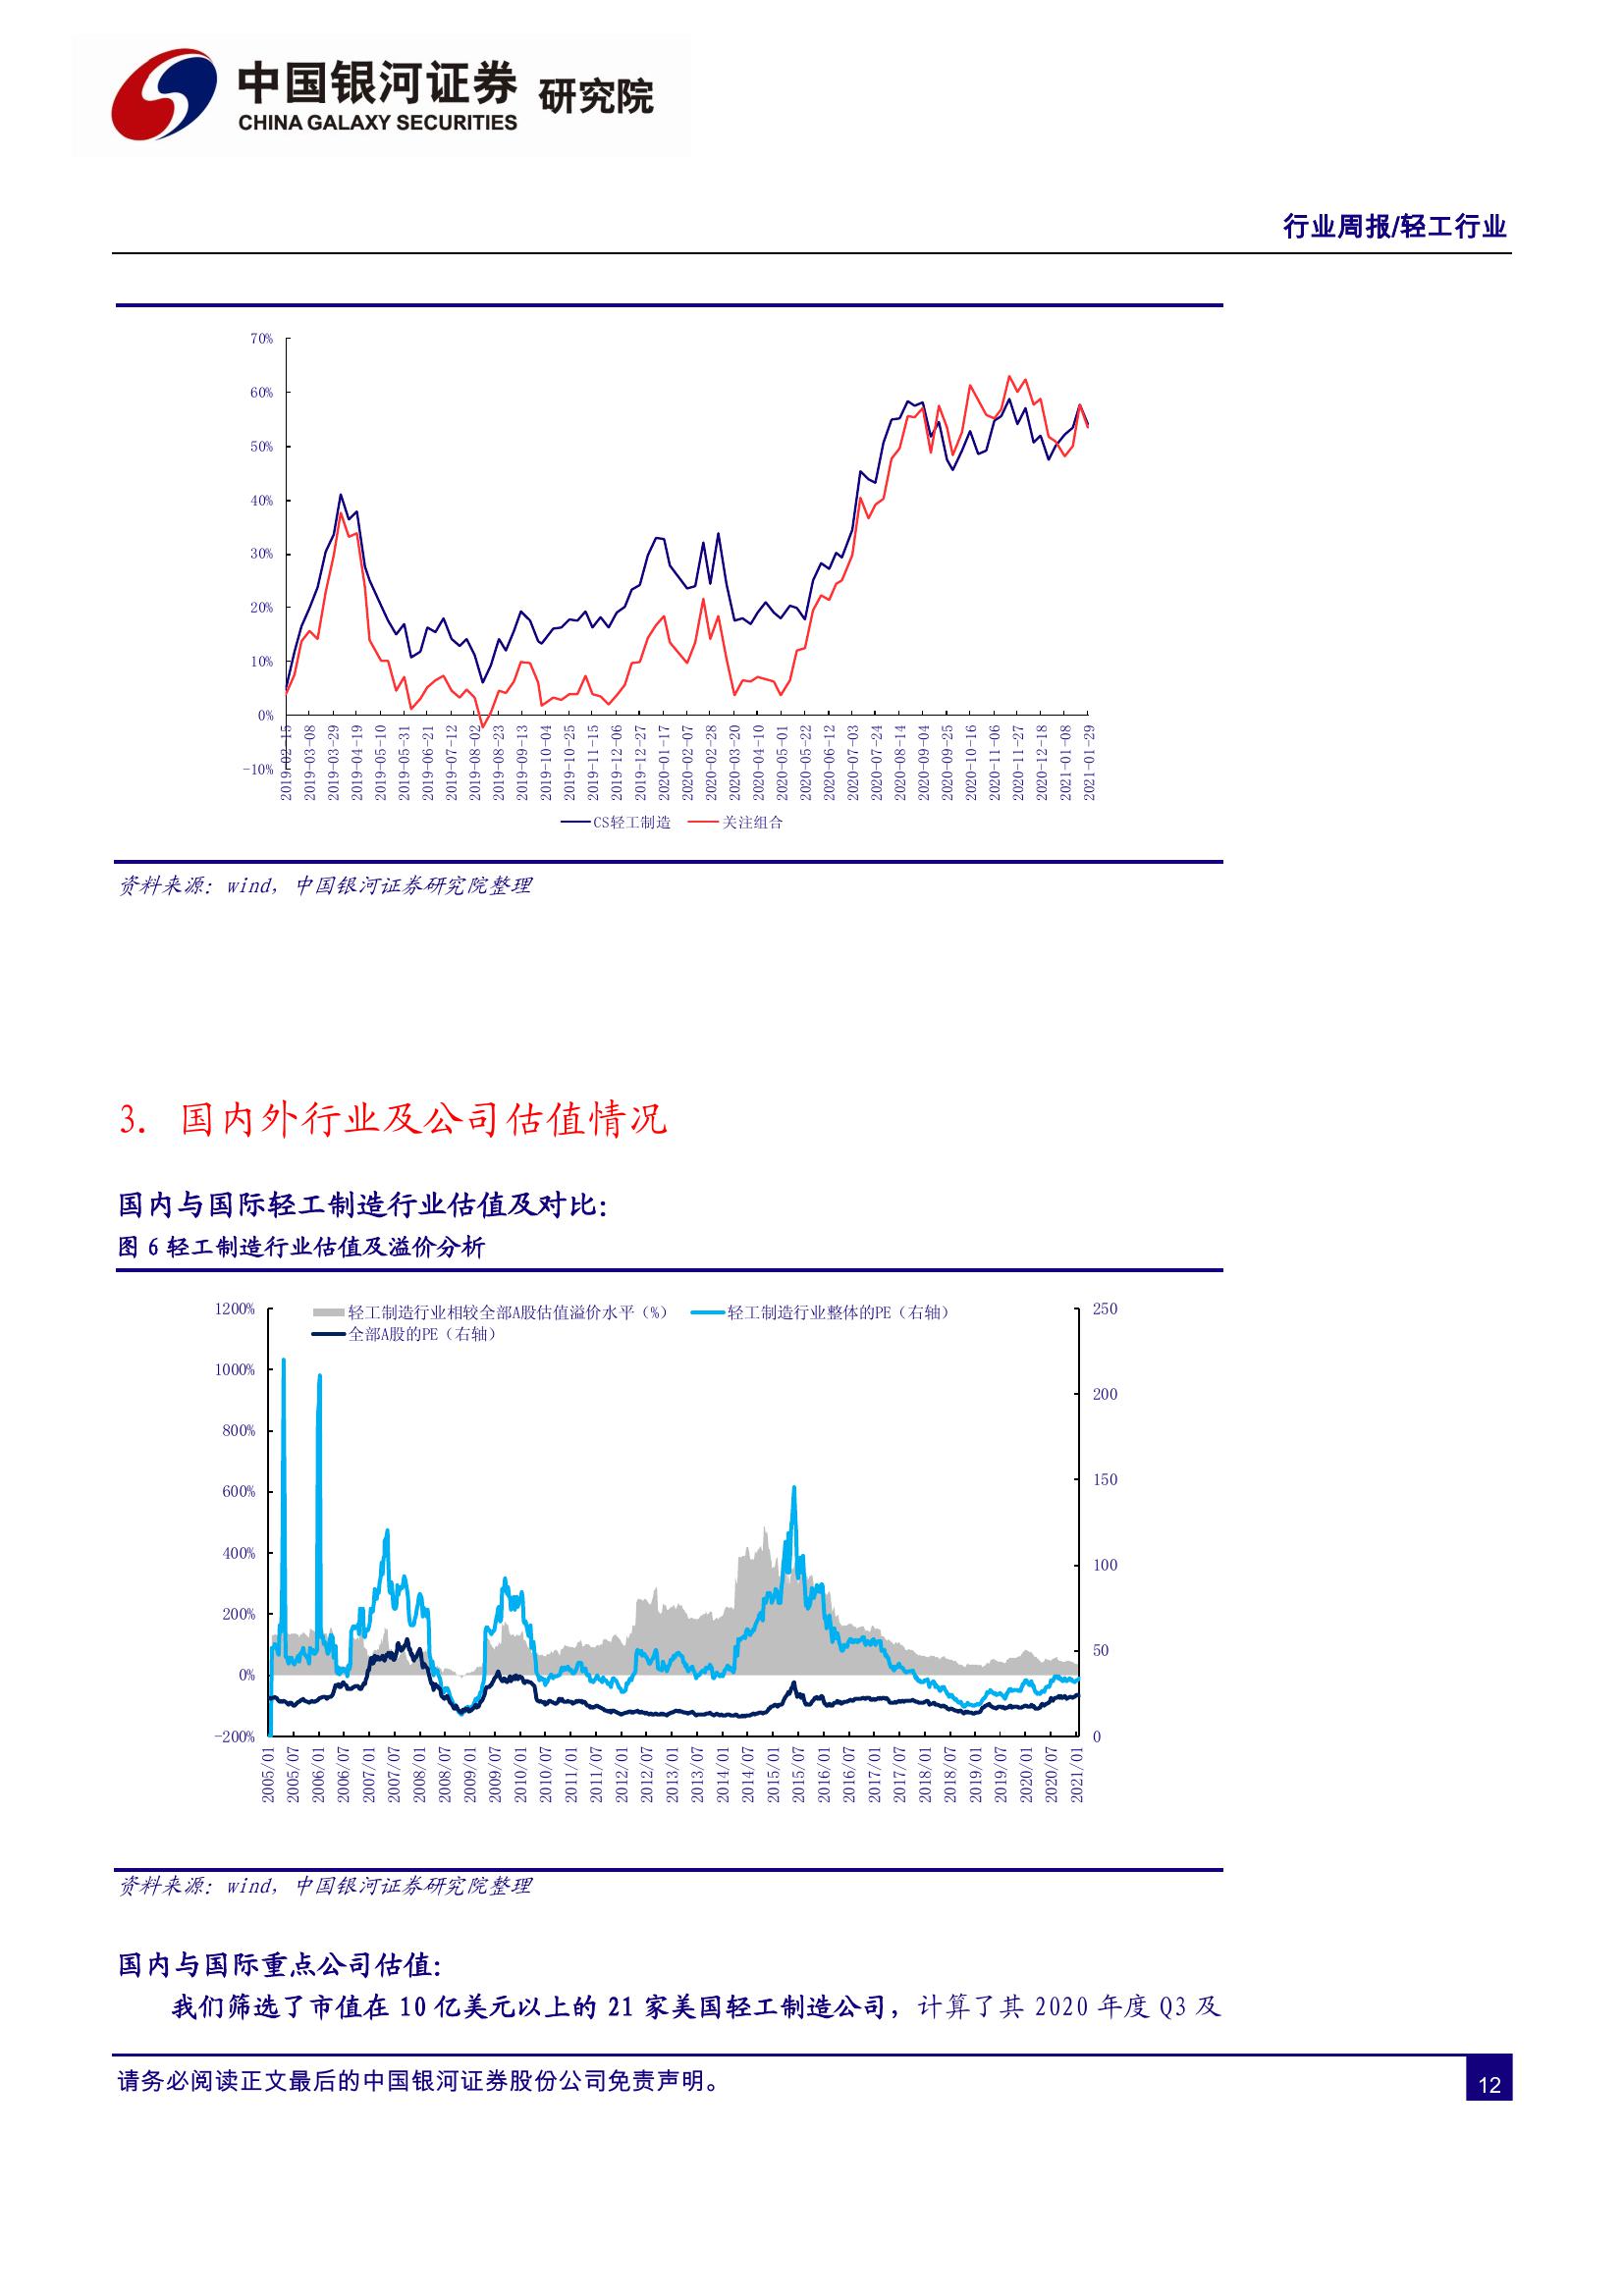 中国银河证券 研究院
CHINA GALAXY SECURITIES
行业周报/轻工行业
70%
60%
50%
40%
30%
20%
10%
0%
-10%
2019-02-15 2019-03-08 2019-03-29 2019-04-19 2019-05-10 2019-05-31 2019-06-21 2019-07-12 2019-08-02 2019-08-23 2019-09-13 2019-10-04 2019-10-25 2019-11-15 2019-12-06 2019-12-27 2020-01-17 2020-02-07 2020-02-28 2020-03-20 2020-04-10 2020-05-01 2020-05-22 2020-06-12 2020-07-03 2020-07-24 2020-08-14 2020-09-04 2020-09-25 2020-10-16 2020-11-06 2020-11-27 2020-12-18 2021-01-08 2021-01-29
CS轻工制造 关注组合
资料来源：wind，中国银河证券研究院整理
3. 国内外行业及公司估值情况
国内与国际轻工制造行业估值及对比：
图 6 轻工制造行业估值及溢价分析
轻工制造行业相较全部A股估值溢价水平（%） 轻工制造行业整体的PE（右轴）
全部A股的PE（右轴）
1200%
1000%
800%
600%
400%
200%
0%
-200%
250
200
150
100
50
0
2005/01 2005/07 2006/01 2006/07 2007/01 2007/07 2008/01 2008/07 2009/01 2009/07 2010/01 2010/07 2011/01 2011/07 2012/01 2012/07 2013/01 2013/07 2014/01 2014/07 2015/01 2015/07 2016/01 2016/07 2017/01 2017/07 2018/01 2018/07 2019/01 2019/07 2020/01 2020/07 2021/01
资料来源：wind，中国银河证券研究院整理
国内与国际重点公司估值：
我们筛选了市值在 10 亿美元以上的 21 家美国轻工制造公司，计算了其 2020 年度 Q3 及
请务必阅读正文最后的中国银河证券股份公司免责声明。
12